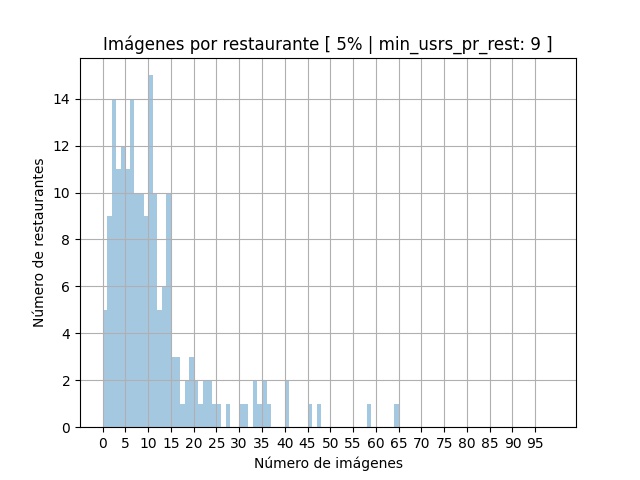 Imágenes por restaurante [ 5% | min_usrs_pr_rest: 9 ]
Número de restaurantes
14
12
10
8
6
4
2
0
0 5 10 15 20 25 30 35 40 45 50 55 60 65 70 75 80 85 90 95
Número de imágenes